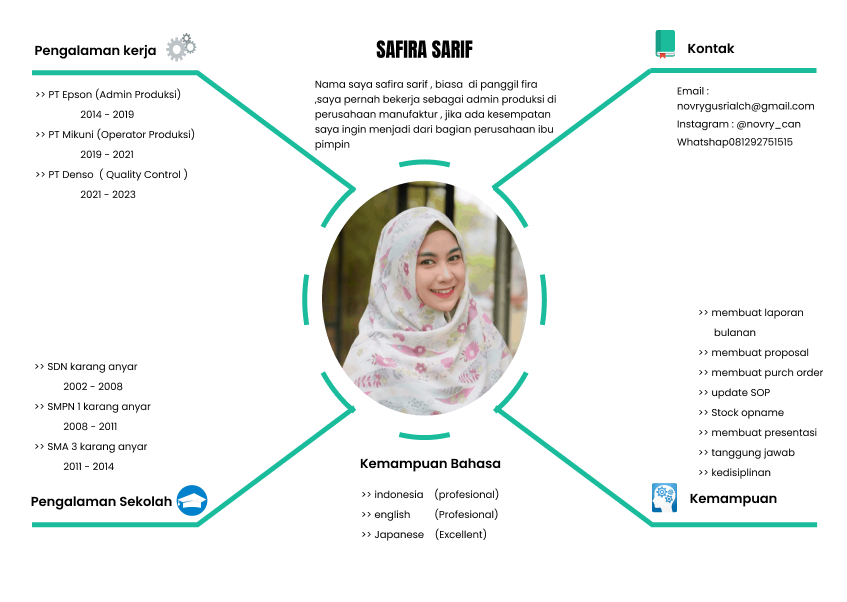 SAFIRA SARIF
Nama saya safira sarif , biasa  di panggil fira
,saya pernah bekerja sebagai admin produksi di
perusahaan manufaktur , jika ada kesempatan
saya ingin menjadi dari bagian perusahaan ibu
pimpin
Pengalaman kerja
>> PT Epson (Admin Produksi)
2014 - 2019
>> PT Mikuni (Operator Produksi)
2019 - 2021
>> PT Denso  ( Quality Control )
2021 - 2023
Kontak
Email :
novrygusrialch@gmail.com
Instagram : @novry_can
Whatshap081292751515
>> SDN karang anyar
2002 - 2008
>> SMPN 1 karang anyar
2008 - 2011
>> SMA 3 karang anyar
2011 - 2014
Pengalaman Sekolah
Kemampuan Bahasa
>> indonesia (profesional)
>> english (Profesional)
>> Japanese (Excellent)
>> membuat laporan
bulanan
>> membuat proposal
>> membuat purch order
>> update SOP
>> Stock opname
>> membuat presentasi
>> tanggung jawab
>> kedisiplinan
Kemampuan